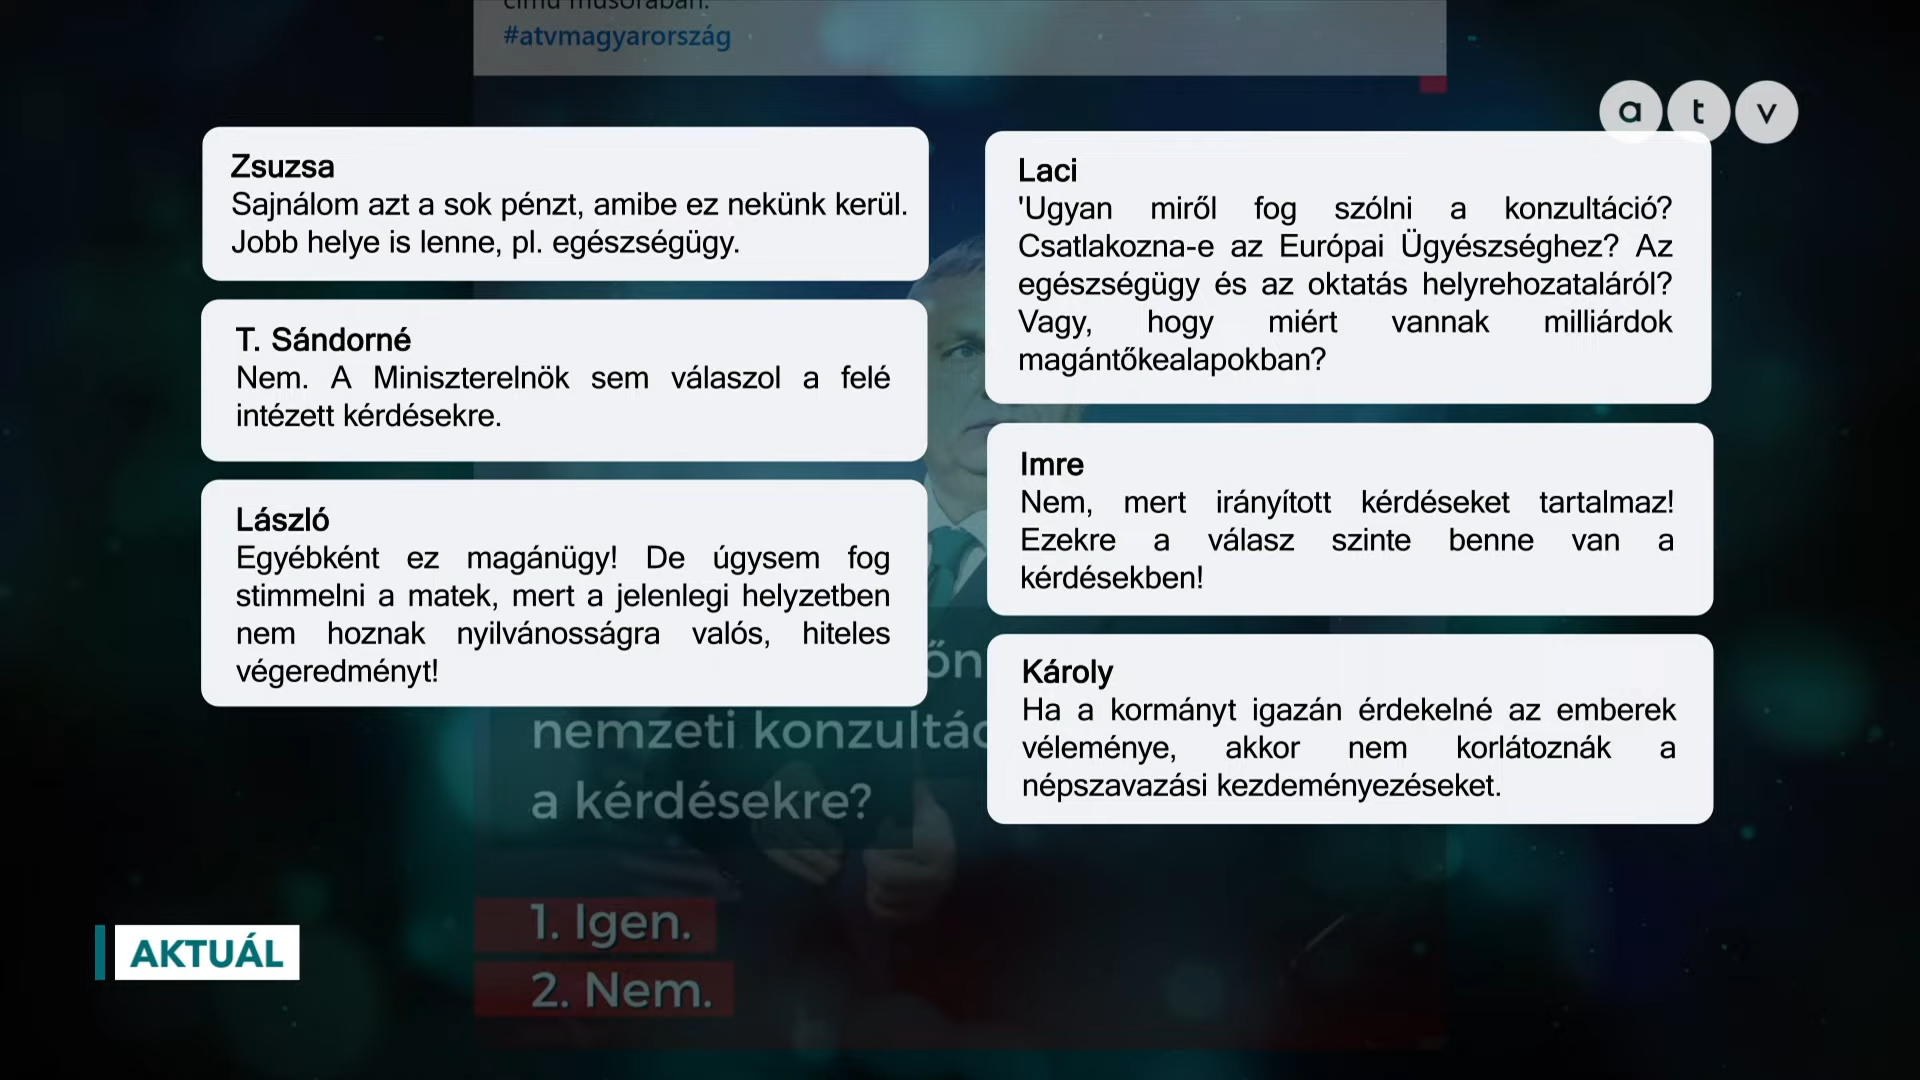 című műsorában.
#atvmagyarország
a t v
Zsuzsa
Sajnálom azt a sok pénzt, amibe ez nekünk kerül.
Jobb helye is lenne, pl. egészségügy.
T. Sándorné
Nem. A Miniszterelnök sem válaszol a felé
intézett kérdésekre.
László
Egyébként ez magánügy! De úgysem fog
stimmelni a matek, mert a jelenlegi helyzetben
nem hoznak nyilvánosságra valós, hiteles
végeredményt!
Laci
'Ugyan miről fog szólni a konzultáció?
Csatlakozna-e az Európai Ügyészséghez? Az
egészségügy és az oktatás helyrehozataláról?
Vagy, hogy miért vannak milliárdok
magántőkealapokban?
Imre
Nem, mert irányított kérdéseket tartalmaz!
Ezekre a válasz szinte benne van a
kérdésekben!
Károly
Ha a kormányt igazán érdekelné az emberek
véleménye, akkor nem korlátoznák a
népszavazási kezdeményezéseket.
nemzeti
a kérdésekre?
1. Igen.
2. Nem.
AKTUÁL